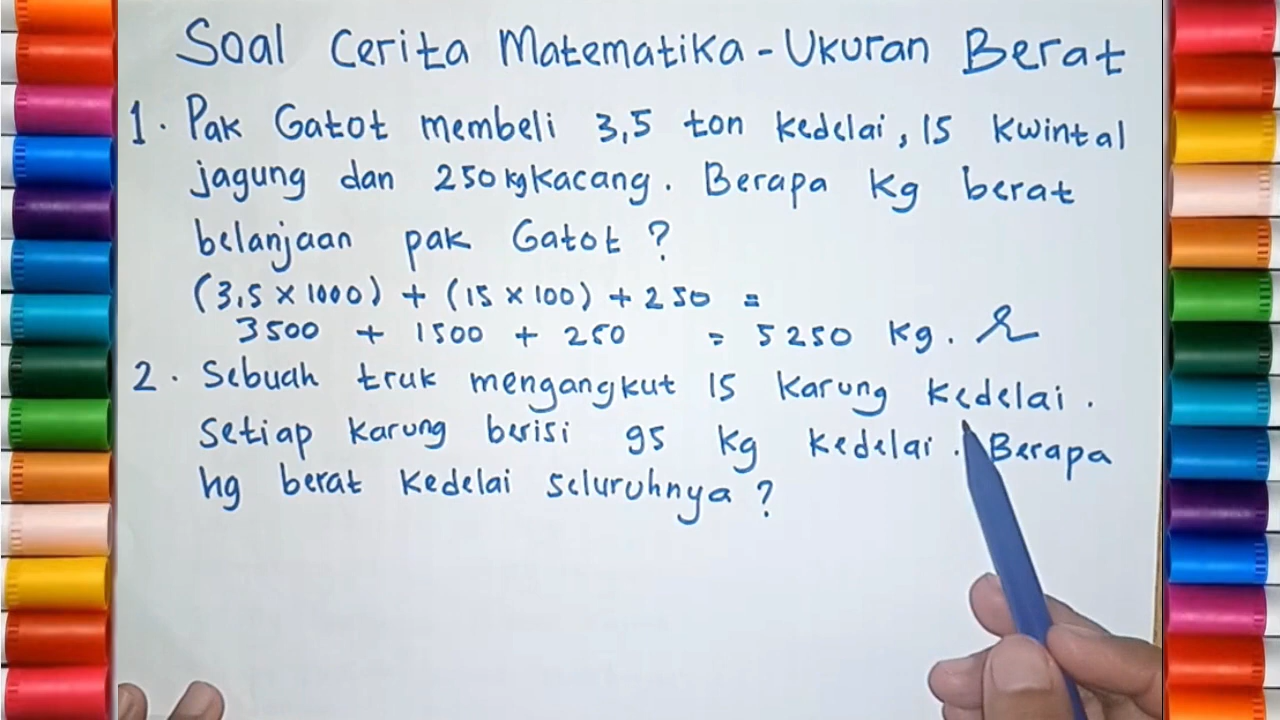 Soal Cerita Matematika - Ukuran Berat
1. Pak Gatot membeli 3,5 ton kedelai, 15 kwintal
jagung dan 250 kg kacang. Berapa kg berat
belanjaan pak Gatot?
(3,5 × 1000) + (15 × 100) + 250 =
3500 + 1500 + 250 = 5250 kg.
2. Sebuah truk mengangkut 15 karung kedelai.
Setiap karung berisi 95 kg kedelai. Berapa
hg berat kedelai seluruhnya?